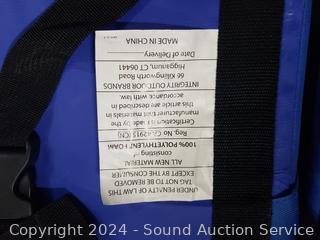 UNDER PENALTY OF LAW THIS
TAG NOT TO BE REMOVED
EXCEPT BY THE CONSUMER
ALL NEW MATERIAL
consisting of
100% POLYETHYLENE FOAM
Reg. No. CA-42915 (CN)
Certification is made by the
manufacturer that materials in
this article are described in
accordance with law.
INTEGRITY OUTDOOR BRANDS
66 Killingworth Road
Higganum, CT 06441
Date of Delivery
MADE IN CHINA
Copyright 2024 - Sound Auction Service